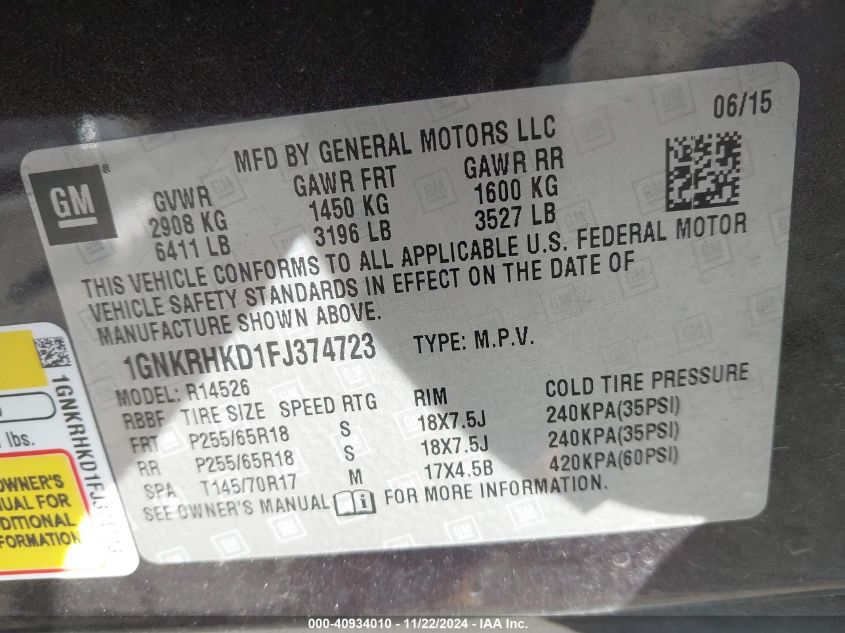 06/15
MFD BY GENERAL MOTORS LLC
GM
GVWR GAWR FRT GAWR RR
2908 KG 1450 KG 1600 KG
6411 LB 3196 LB 3527 LB
THIS VEHICLE CONFORMS TO ALL APPLICABLE U.S. FEDERAL MOTOR
VEHICLE SAFETY STANDARDS IN EFFECT ON THE DATE OF
MANUFACTURE SHOWN ABOVE.
1GNKRHKD1FJ374723 TYPE: M.P.V.
MODEL: R14526
RBBF TIRE SIZE SPEED RTG RIM COLD TIRE PRESSURE
FRT P255/65R18 S 18X7.5J 240KPA(35PSI)
RR P255/65R18 S 18X7.5J 240KPA(35PSI)
SPA T145/70R17 M 17X4.5B 420KPA(60PSI)
SEE OWNER'S MANUAL FOR MORE INFORMATION.
lbs.
OWNER'S
FOR
000-40934010 - 11/22/2024 - IAA Inc.